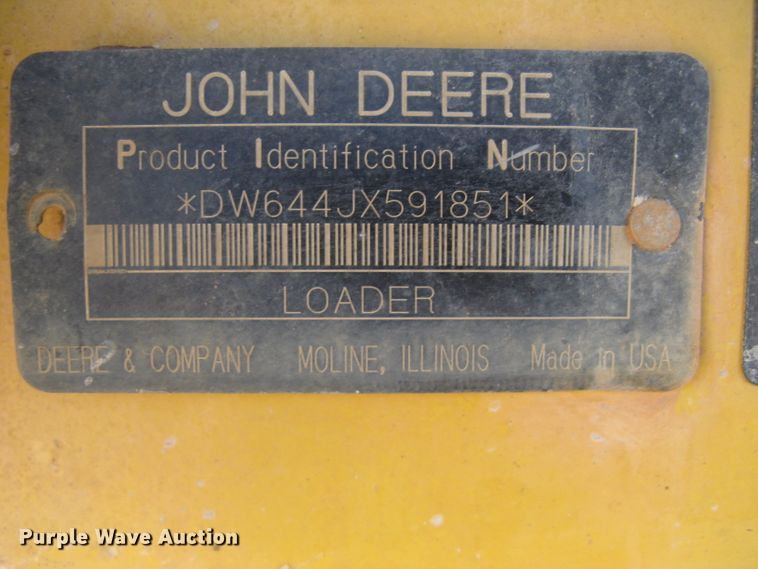 JOHN DEERE
Product Identification Number
*DW644JX591851*
LOADER
DEERE & COMPANY MOLINE, ILLINOIS Made in USA
Purple Wave Auction